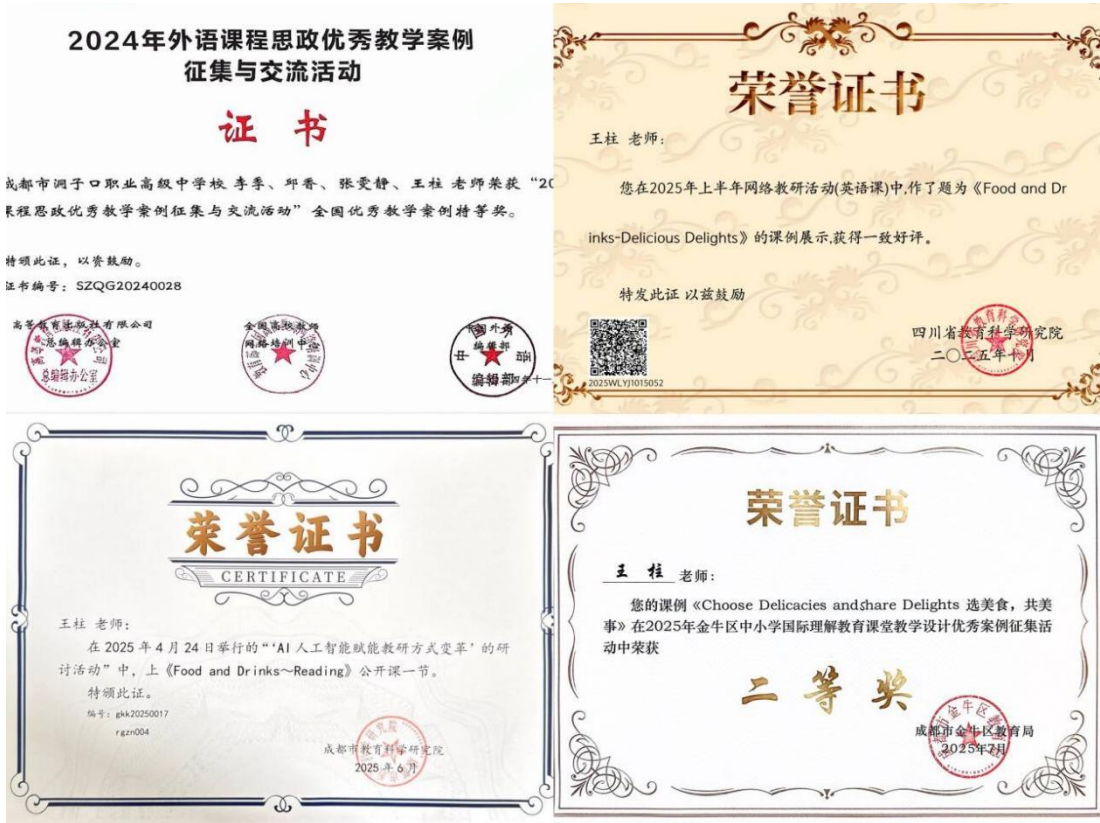 2024年外语课程思政优秀教学案例
征集与交流活动
证 书
成都市洞子口职业高级中学校 李季、邱香、张雯静、王柱 老师荣获“20
课程思政优秀教学案例征集与交流活动”全国优秀教学案例特等奖。
特颁此证，以资鼓励。
证书编号：SZQG20240028
高等教育出版社有限公司
总编辑办公室
总编辑办公室
全国高校教师
网络培训中
编辑部
荣誉证书
王柱 老师：
您在2025年上半年网络教研活动(英语课)中,作了题为《Food and Dr
inks-Delicious Delights》的课例展示,获得一致好评。
特发此证 以兹鼓励
四川省教育科学研究院
二〇二五年十月
2025WLYJ1015052
荣誉证书
CERTIFICATE
王柱 老师：
在 2025 年 4 月 24 日举行的“‘AI 人工智能赋能教研方式变革’的研
讨活动”中，上《Food and Drinks～Reading》公开课一节。
特颁此证。
编号：gkk20250017
rgzn004
成都市教育科学研究院
2025 年 6 月
荣誉证书
王 柱 老师：
您的课例《Choose Delicacies andshare Delights 选美食，共美
事》在2025年金牛区中小学国际理解教育课堂教学设计优秀案例征集活
动中荣获
二 等 奖
成都市金牛区教育局
2025年7月